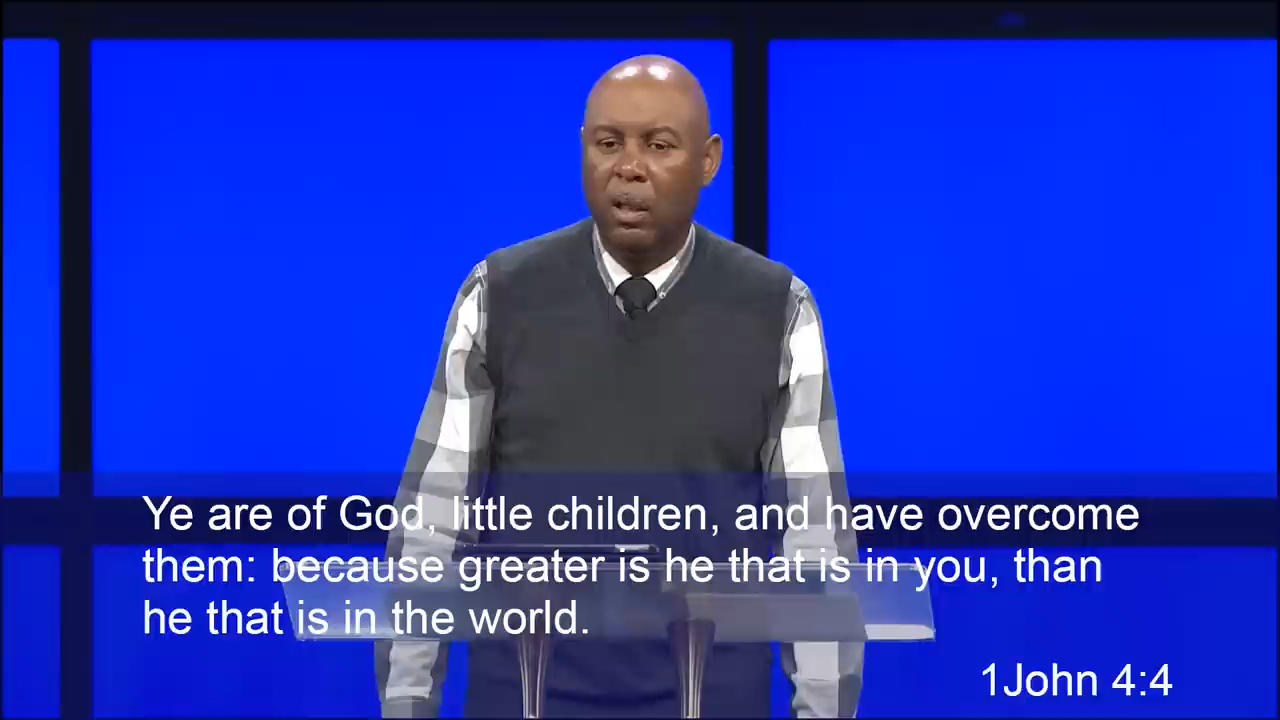 Ye are of God, little children, and have overcome
them: because greater is he that is in you, than
he that is in the world.
1John 4:4